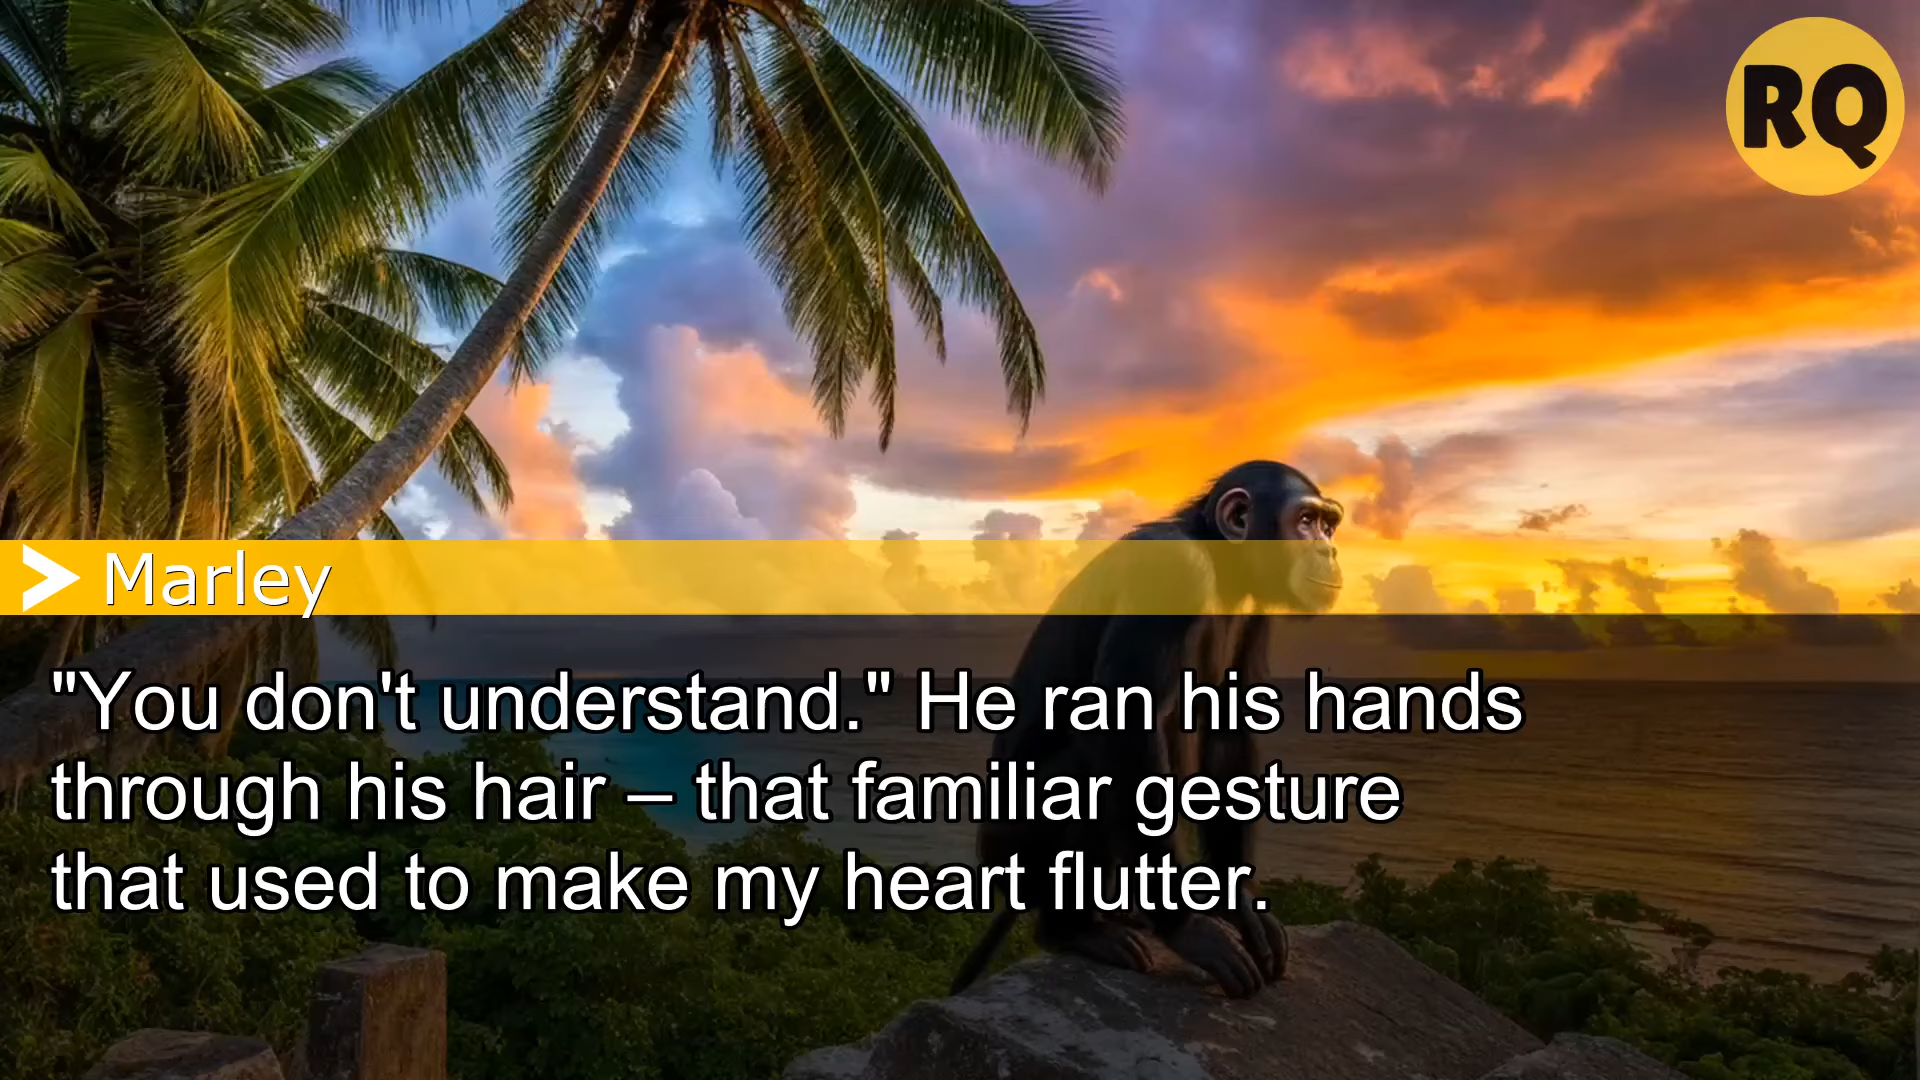 RQ
Marley
"You don't understand." He ran his hands
through his hair – that familiar gesture
that used to make my heart flutter.